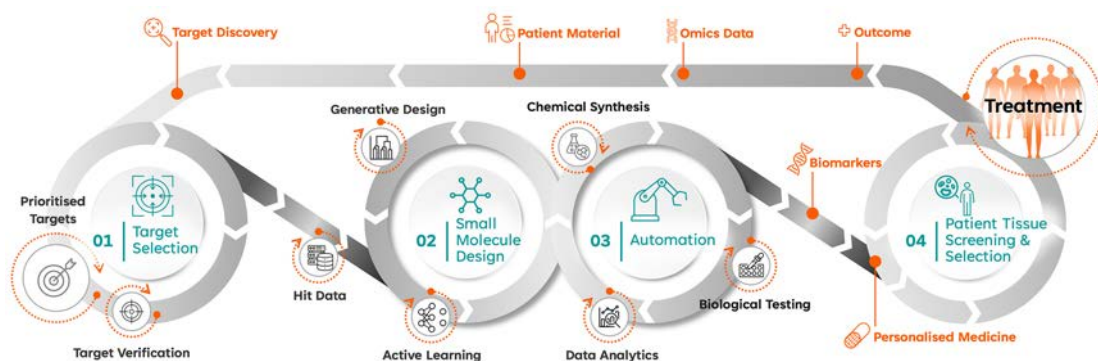 Target Discovery
Patient Material
Omics Data
Outcome
Treatment
Generative Design
Chemical Synthesis
Biomarkers
Prioritised
Targets
01
Target
Selection
02
Small
Molecule
Design
03
Automation
04
Patient Tissue
Screening &
Selection
Hit Data
Biological Testing
Target Verification
Active Learning
Data Analytics
Personalised Medicine